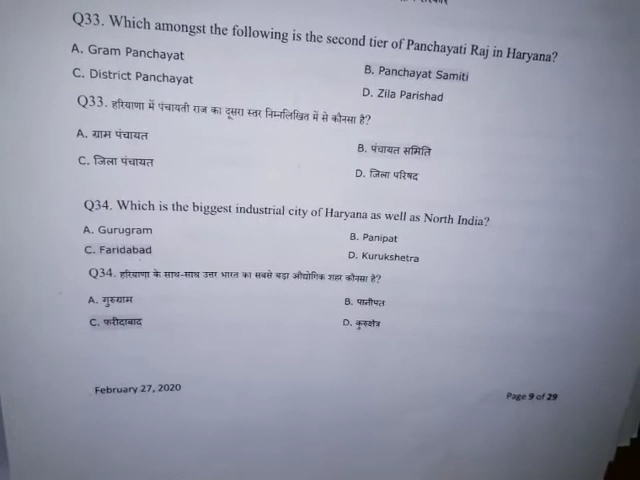 Q33. Which amongst the following is the second tier of Panchayati Raj in Haryana?
A. Gram Panchayat
B. Panchayat Samiti
C. District Panchayat
D. Zila Parishad
Q33. हरियाणा में पंचायती राज का दूसरा स्तर निम्नलिखित में से कौनसा है?
A. ग्राम पंचायत
B. पंचायत समिति
C. जिला पंचायत
D. जिला परिषद
Q34. Which is the biggest industrial city of Haryana as well as North India?
A. Gurugram
B. Panipat
C. Faridabad
D. Kurukshetra
Q34. हरियाणा के साथ-साथ उत्तर भारत का सबसे बड़ा औद्योगिक शहर कौनसा है?
A. गुरुग्राम
B. पानीपत
C. फरीदाबाद
D. कुरुक्षेत्र
February 27, 2020
Page 9 of 29